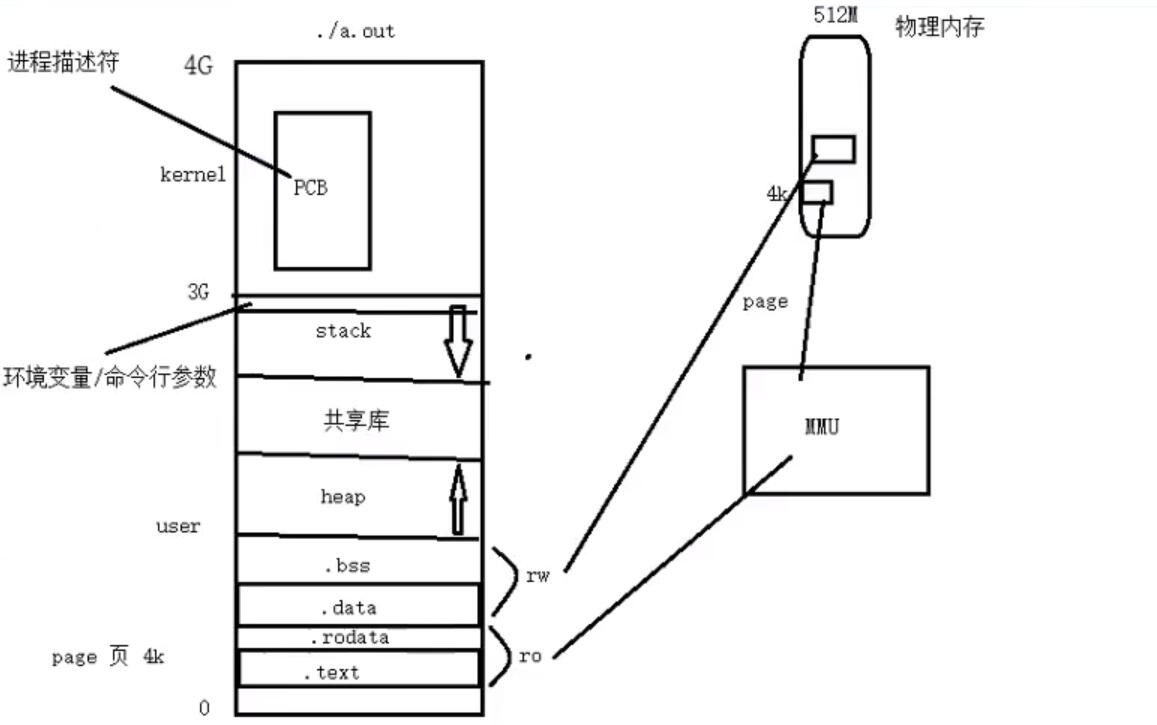 ./a.out
512M
物理内存
进程描述符
4G
kernel
PCB
4k
3G
page
stack
环境变量/命令行参数
共享库
MMU
heap
user
.bss
rw
.data
.rodata
ro
page 页 4k
.text
0